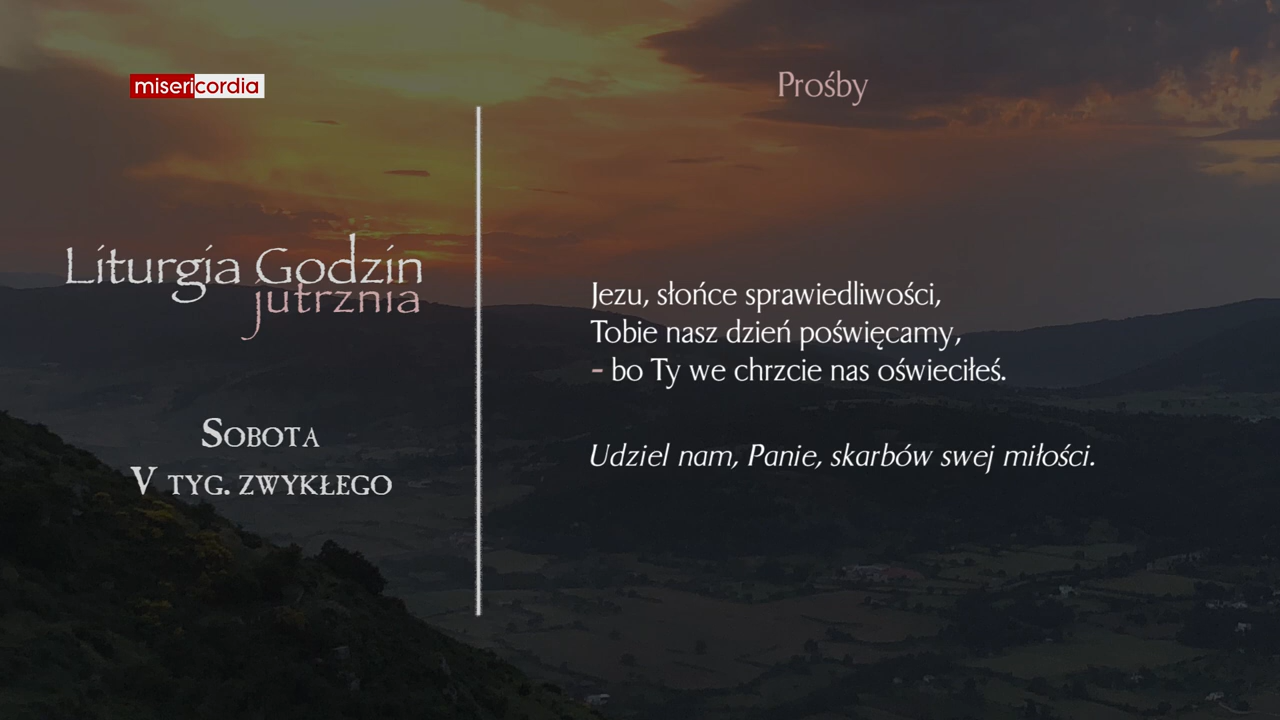 misericordia
Liturgia Godzin
jutrznia
Sobota
V tyg. zwykłego
Prośby
Jezu, słońce sprawiedliwości,
Tobie nasz dzień poświęcamy,
- bo Ty we chrzcie nas oświeciłeś.
Udziel nam, Panie, skarbów swej miłości.